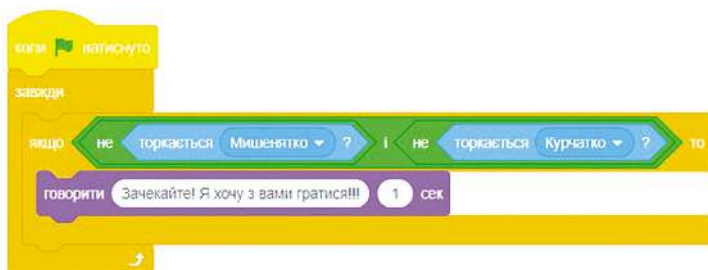 коли натиснуто
завжди
якщо не торкається Мишенятко ? і не торкається Курчатко ? то
говорити Зачекайте! Я хочу з вами гратися!!! 1 сек